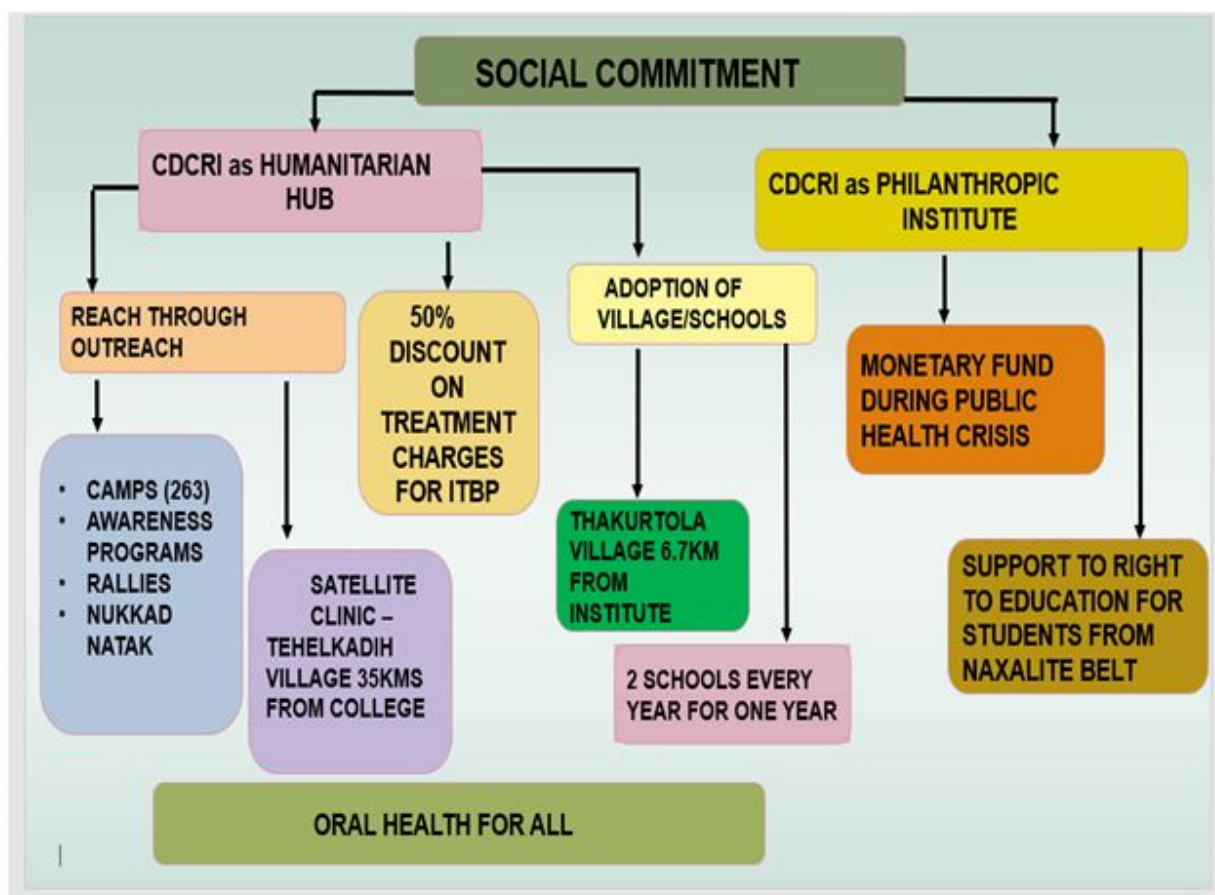 SOCIAL COMMITMENT
CDCRI as HUMANITARIAN
HUB
CDCRI as PHILANTHROPIC
INSTITUTE
REACH THROUGH
OUTREACH
50%
DISCOUNT
ON
TREATMENT
CHARGES
FOR ITBP
ADOPTION OF
VILLAGE/SCHOOLS
MONETARY FUND
DURING PUBLIC
HEALTH CRISIS
• CAMPS (263)
• AWARENESS
PROGRAMS
• RALLIES
• NUKKAD
NATAK
SATELLITE
CLINIC –
TEHELKADIH
VILLAGE 35KMS
FROM COLLEGE
THAKURTOLA
VILLAGE 6.7KM
FROM
INSTITUTE
2 SCHOOLS EVERY
YEAR FOR ONE YEAR
SUPPORT TO RIGHT
TO EDUCATION FOR
STUDENTS FROM
NAXALITE BELT
ORAL HEALTH FOR ALL